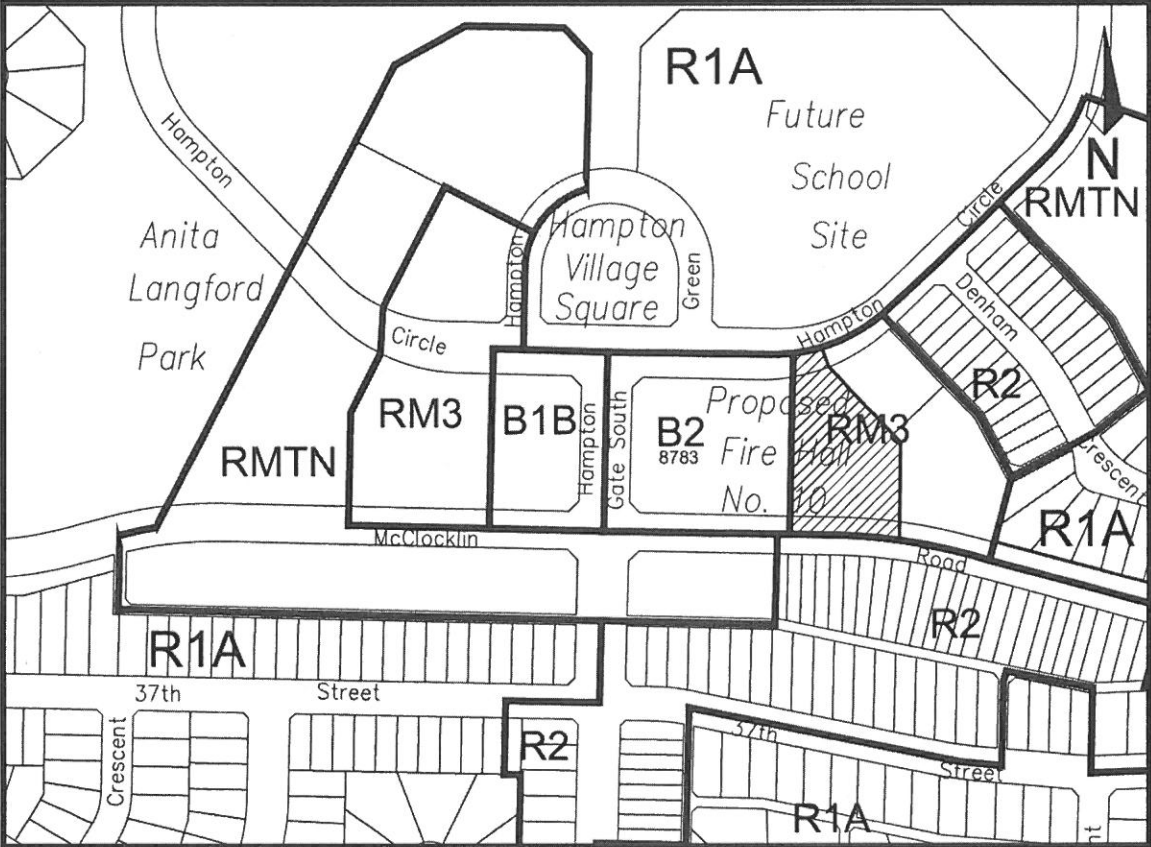 R1A
Future
School
Site
N
RMTN
Hampton
Circle
Anita
Langford
Park
Hampton
Village
Square
Hampton
Green
Circle
Hampton
Denham
Crescent
R2
RM3
B1B
Hampton
Gate South
B2
8783
Proposed
Fire Hall
No. 10
RM3
RMTN
R1A
McClocklin
Road
R2
R1A
37th
Street
Crescent
R2
37th
Street
R1A
nt